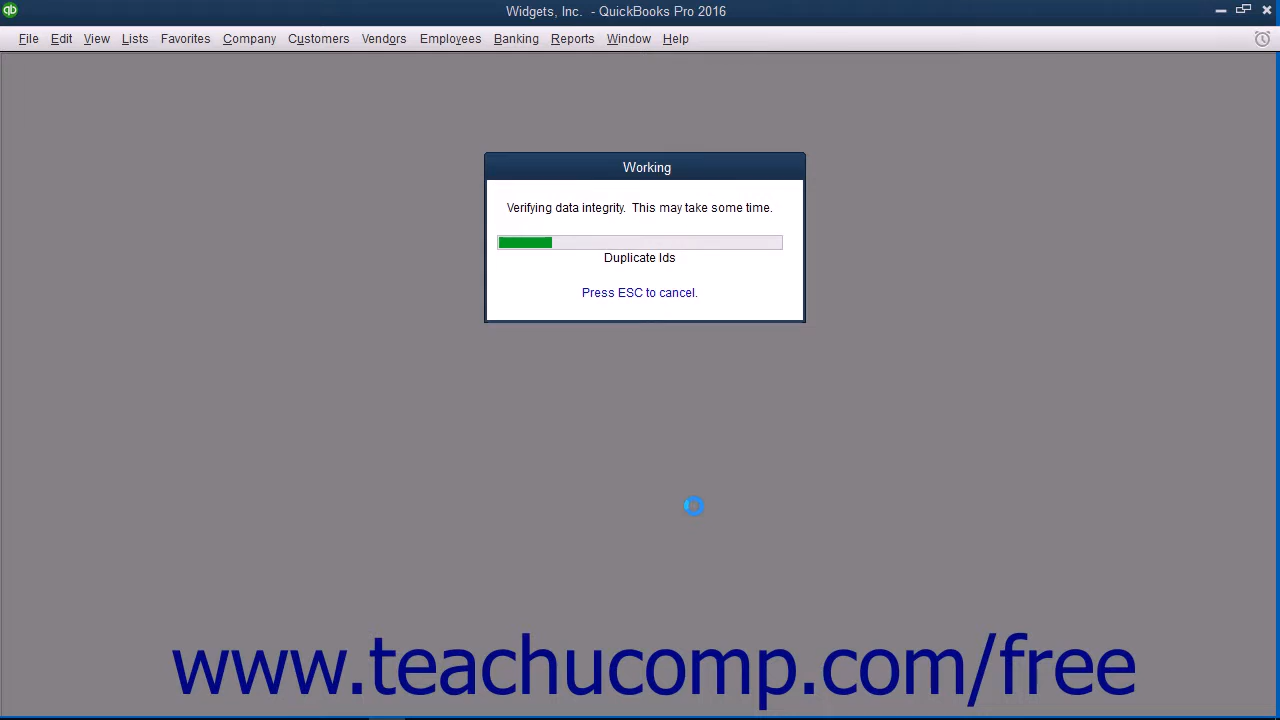 Widgets, Inc. - QuickBooks Pro 2016
File Edit View Lists Favorites Company Customers Vendors Employees Banking Reports Window Help
Working
Verifying data integrity. This may take some time.
Duplicate Ids
Press ESC to cancel.
www.teachucomp.com/free